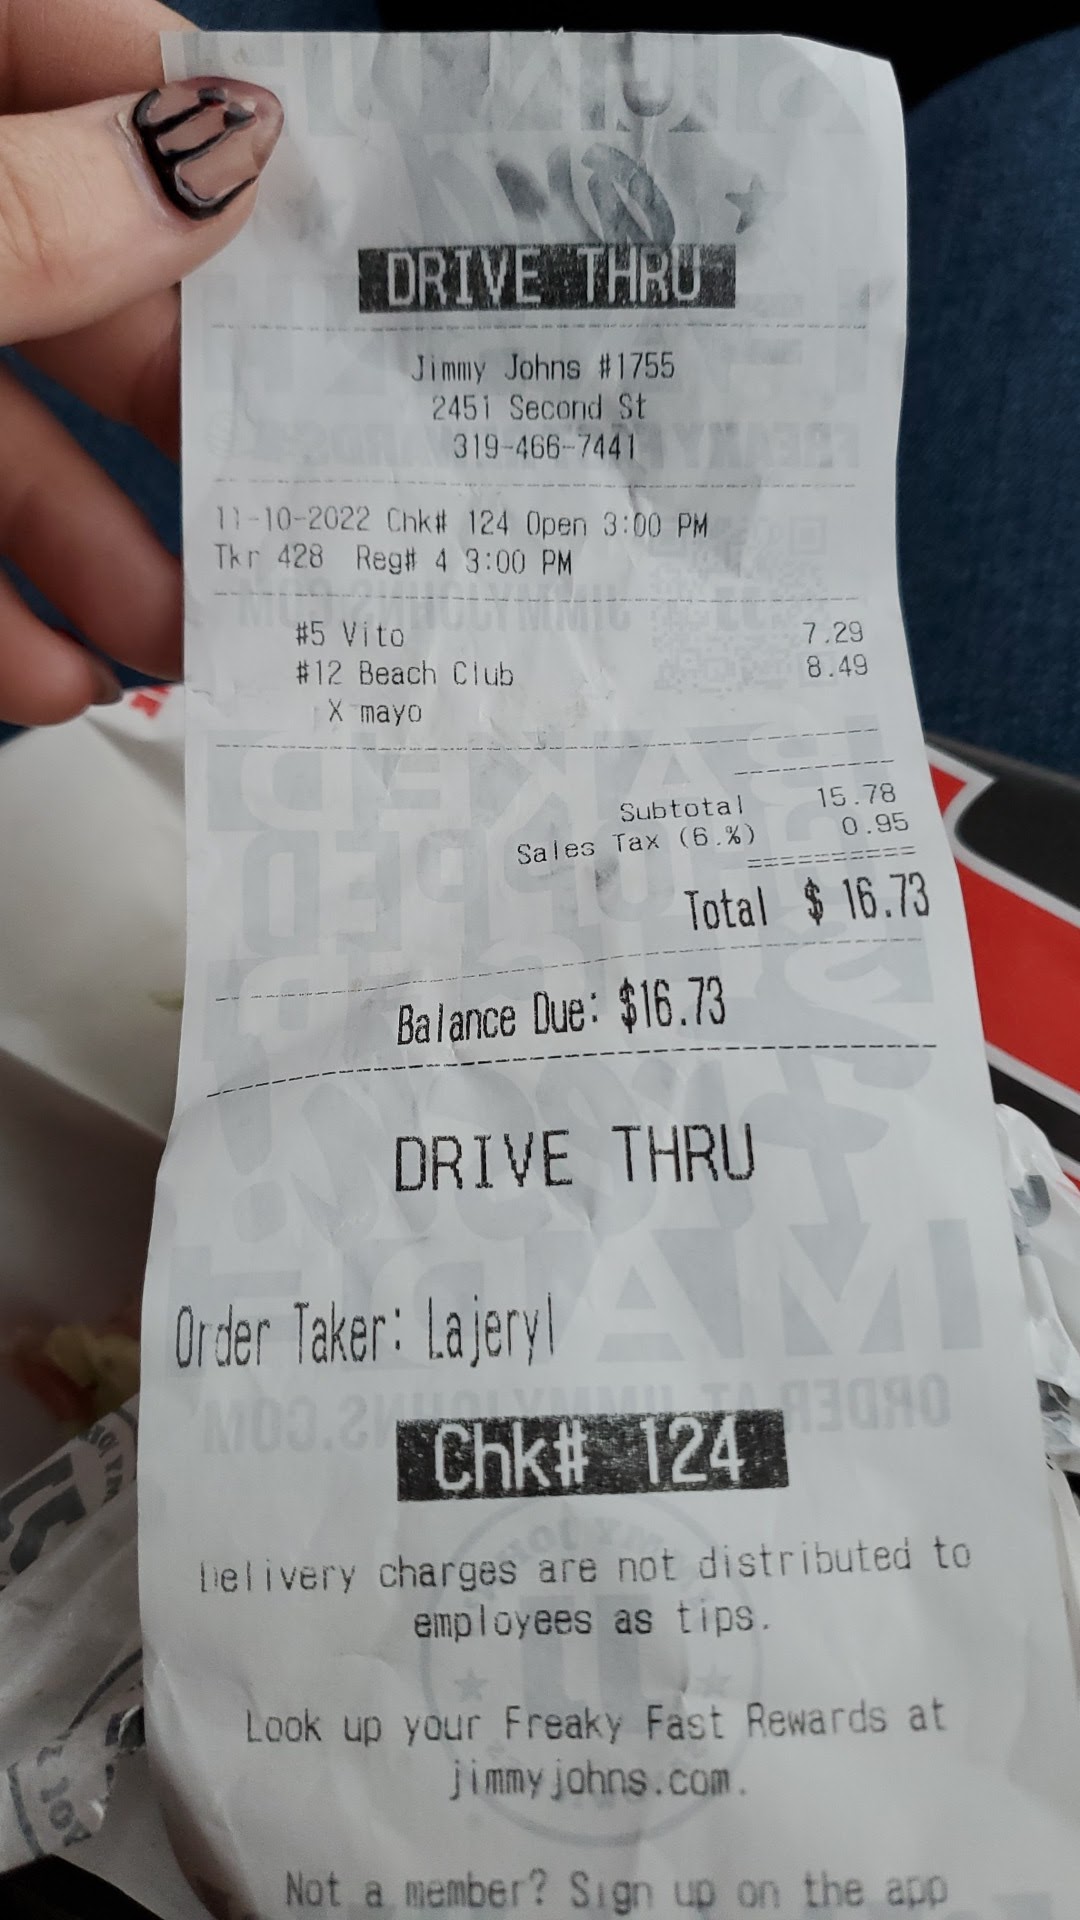 DRIVE THRU
Jimmy Johns #1755
2451 Second St
319-466-7441
11-10-2022 Chk# 124 Open 3:00 PM
Tkr 428 Reg# 4 3:00 PM
#5 Vito 7.29
#12 Beach Club 8.49
X mayo
Subtotal 15.78
Sales Tax (6.%) 0.95
Total $ 16.73
Balance Due: $16.73
DRIVE THRU
Order Taker: Lajeryl
Chk# 124
Delivery charges are not distributed to
employees as tips.
Look up your Freaky Fast Rewards at
jimmyjohns.com.
Not a member? Sign up on the app